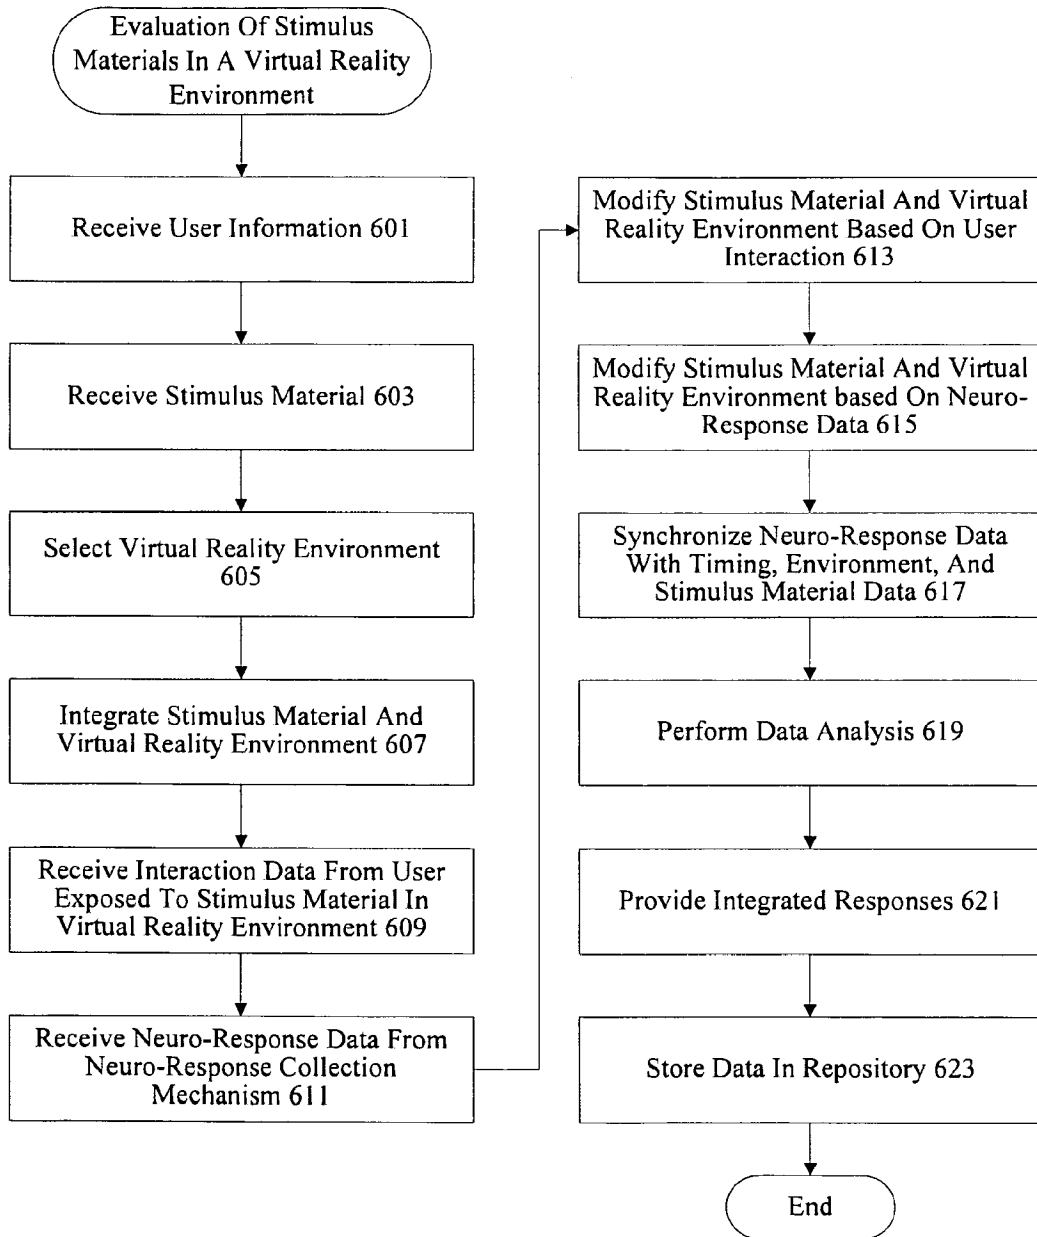 Evaluation Of Stimulus
Materials In A Virtual Reality
Environment
Receive User Information 601
Receive Stimulus Material 603
Select Virtual Reality Environment
605
Integrate Stimulus Material And
Virtual Reality Environment 607
Receive Interaction Data From User
Exposed To Stimulus Material In
Virtual Reality Environment 609
Receive Neuro-Response Data From
Neuro-Response Collection
Mechanism 611
Modify Stimulus Material And Virtual
Reality Environment Based On User
Interaction 613
Modify Stimulus Material And Virtual
Reality Environment based On Neuro-
Response Data 615
Synchronize Neuro-Response Data
With Timing, Environment, And
Stimulus Material Data 617
Perform Data Analysis 619
Provide Integrated Responses 621
Store Data In Repository 623
End